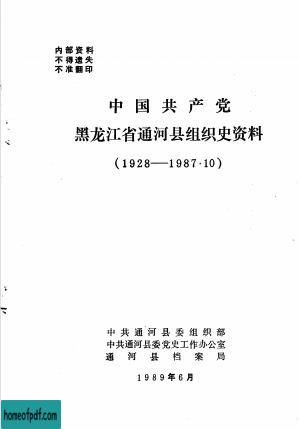 内部资料
不得遗失
不准翻印
中国共产党
黑龙江省通河县组织史资料
(1928——1987·10)
中共通河县委组织部
中共通河县委党史工作办公室
通河县档案局
1989年6月
homeofpdf.com